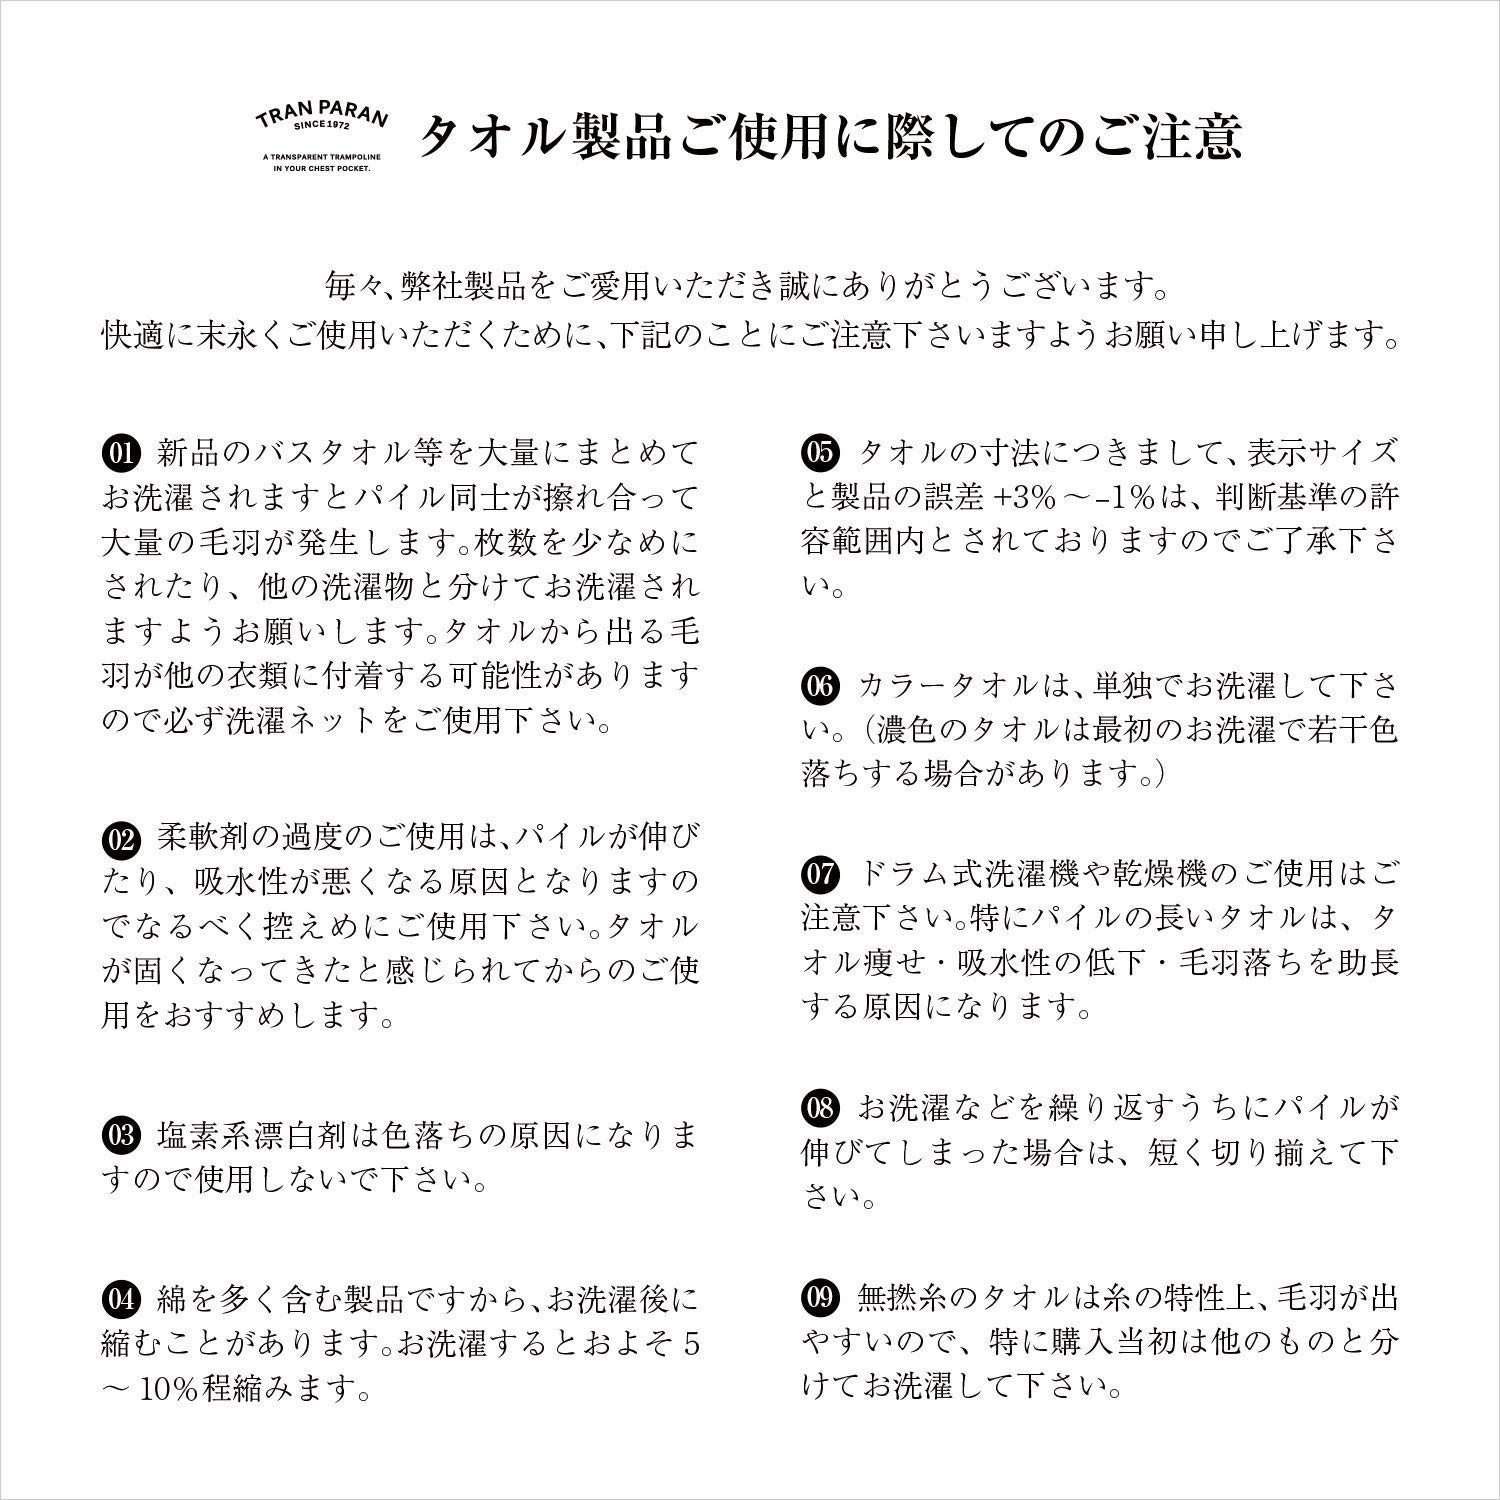 TRAN PARAN
SINCE 1972
A TRANSPARENT TRAMPOLINE
IN YOUR CHEST POCKET.
タオル製品ご使用に際してのご注意
毎々、弊社製品をご愛用いただき誠にありがとうございます。
快適に末永くご使用いただくために、下記のことにご注意下さいますようお願い申し上げます。
01 新品のバスタオル等を大量にまとめて
お洗濯されますとパイル同士が擦れ合って
大量の毛羽が発生します。枚数を少なめに
されたり、他の洗濯物と分けてお洗濯され
ますようお願いします。タオルから出る毛
羽が他の衣類に付着する可能性があります
ので必ず洗濯ネットをご使用下さい。
02 柔軟剤の過度のご使用は、パイルが伸び
たり、吸水性が悪くなる原因となりますの
でなるべく控えめにご使用下さい。タオル
が固くなってきたと感じられてからのご使
用をおすすめします。
03 塩素系漂白剤は色落ちの原因になりま
すので使用しないで下さい。
04 綿を多く含む製品ですから、お洗濯後に
縮むことがあります。お洗濯するとおよそ 5
〜 10%程縮みます。
05 タオルの寸法につきまして、表示サイズ
と製品の誤差 +3%〜−1%は、判断基準の許
容範囲内とされておりますのでご了承下さ
い。
06 カラータオルは、単独でお洗濯して下さ
い。（濃色のタオルは最初のお洗濯で若干色
落ちする場合があります。）
07 ドラム式洗濯機や乾燥機のご使用はご
注意下さい。特にパイルの長いタオルは、タ
オル痩せ・吸水性の低下・毛羽落ちを助長
する原因になります。
08 お洗濯などを繰り返すうちにパイルが
伸びてしまった場合は、短く切り揃えて下
さい。
09 無撚糸のタオルは糸の特性上、毛羽が出
やすいので、特に購入当初は他のものと分
けてお洗濯して下さい。